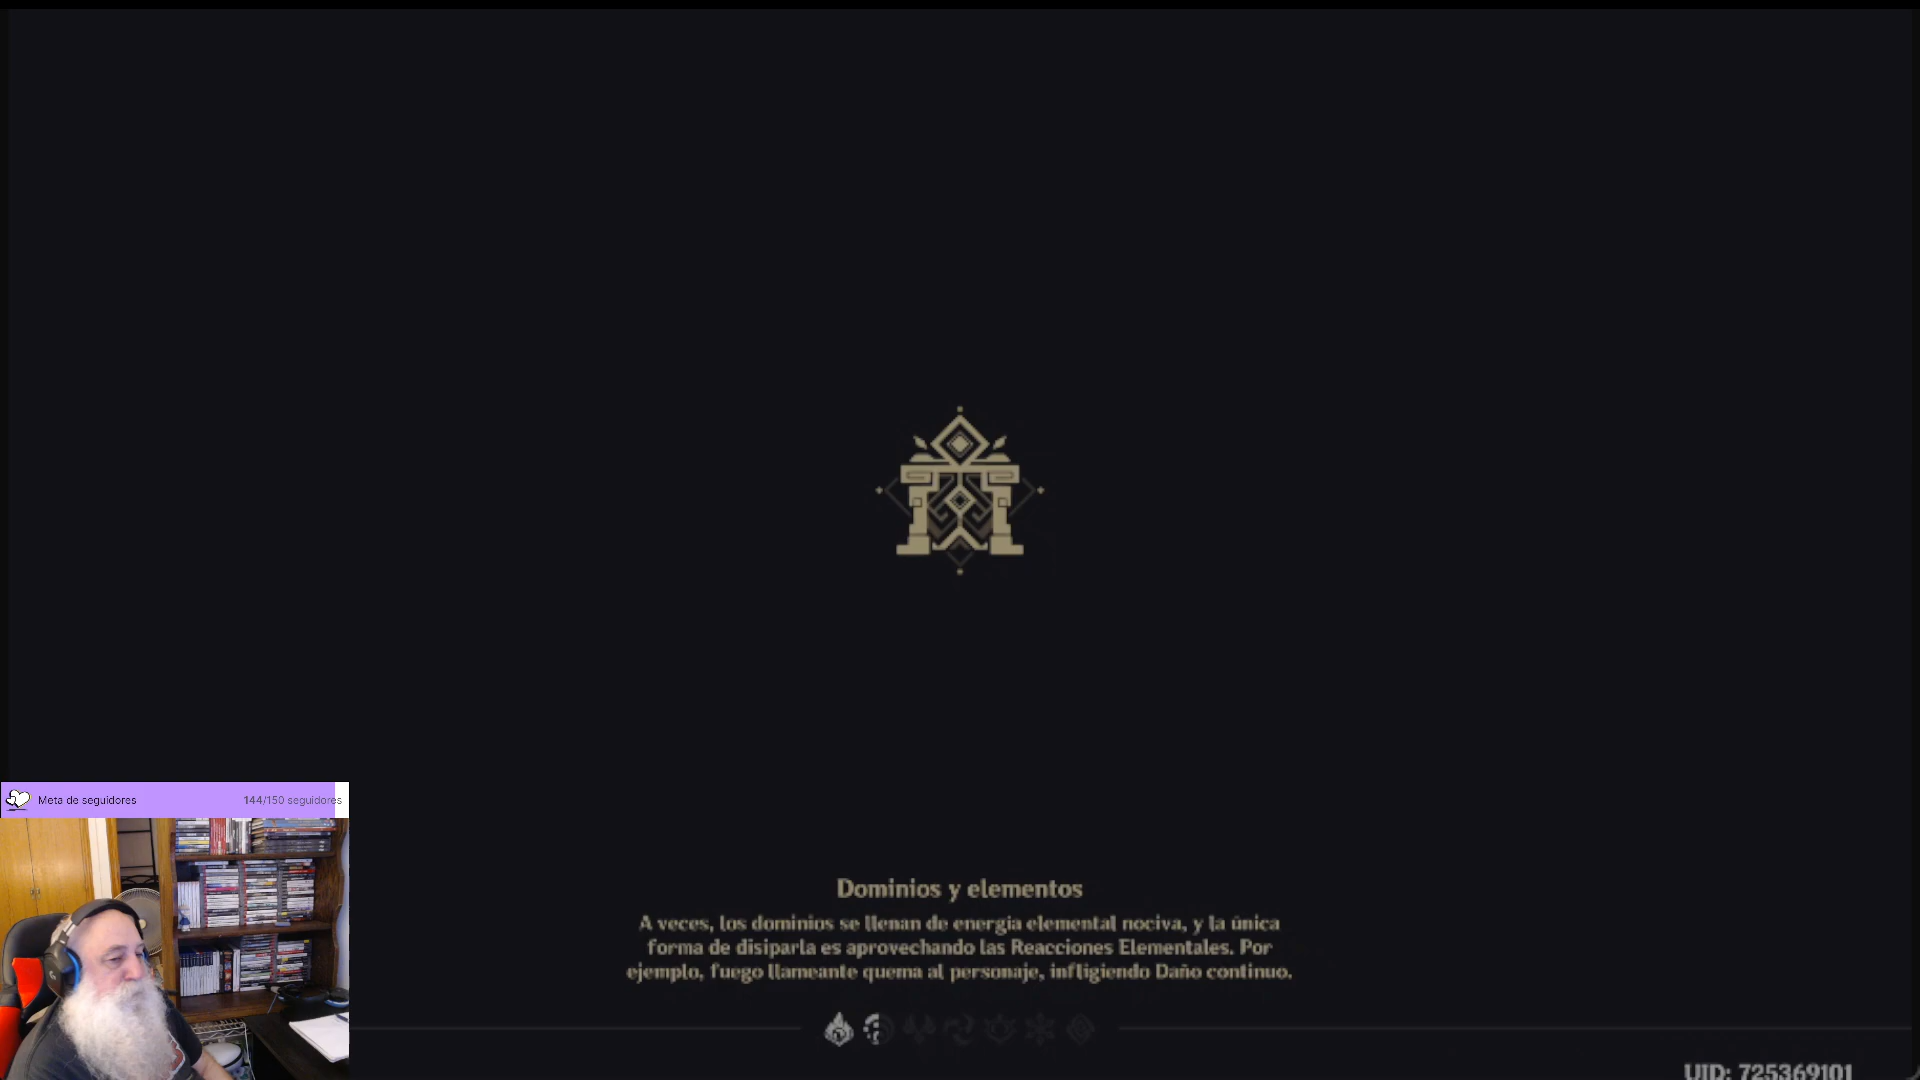 Meta de seguidores 144/150 seguidores
Dominios y elementos
A veces, los dominios se llenan de energía elemental nociva, y la única
forma de disiparla es aprovechando las Reacciones Elementales. Por
ejemplo, fuego llameante quema al personaje, infligiendo Daño continuo.
UID: 725369101